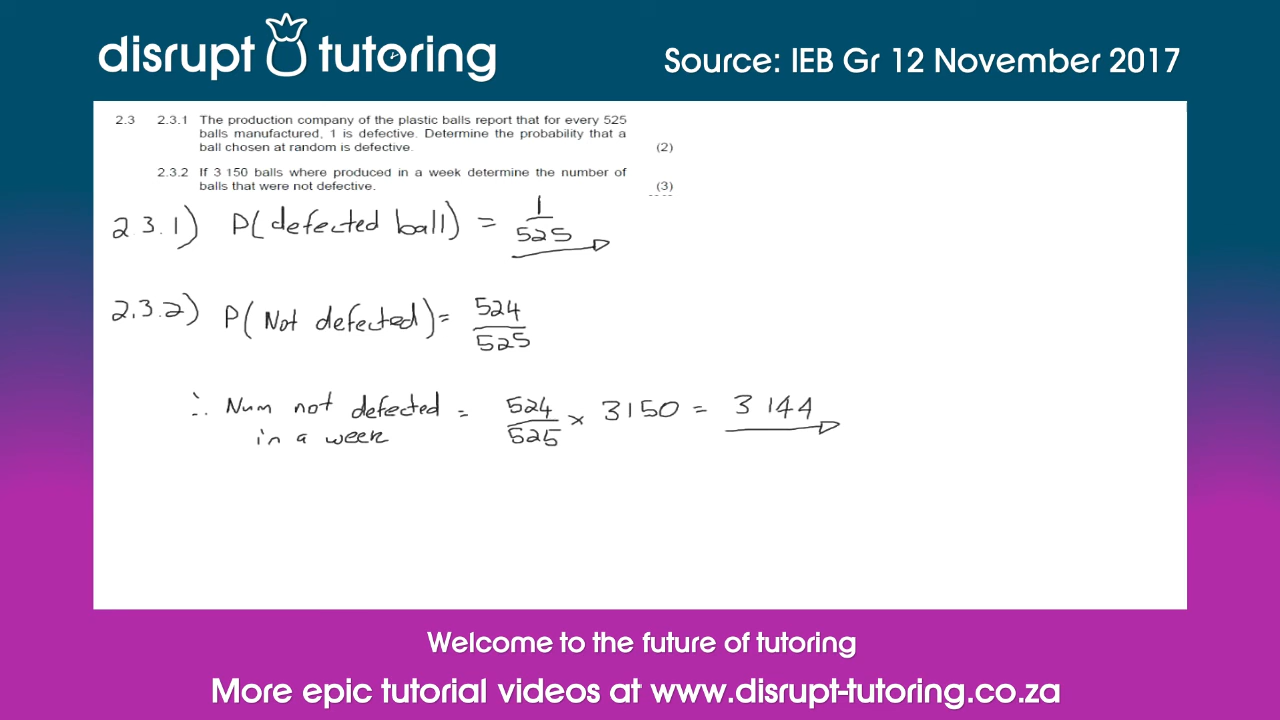 disrupt tutoring
Source: IEB Gr 12 November 2017
2.3 2.3.1 The production company of the plastic balls report that for every 525
balls manufactured, 1 is defective. Determine the probability that a
ball chosen at random is defective. (2)
2.3.2 If 3 150 balls where produced in a week determine the number of
balls that were not defective. (3)
2.3.1) P(defected ball) = 1/525
2.3.2) P(Not defected) = 524/525
∴ Num not defected = 524/525 × 3150 = 3 144
in a week
Welcome to the future of tutoring
More epic tutorial videos at www.disrupt-tutoring.co.za